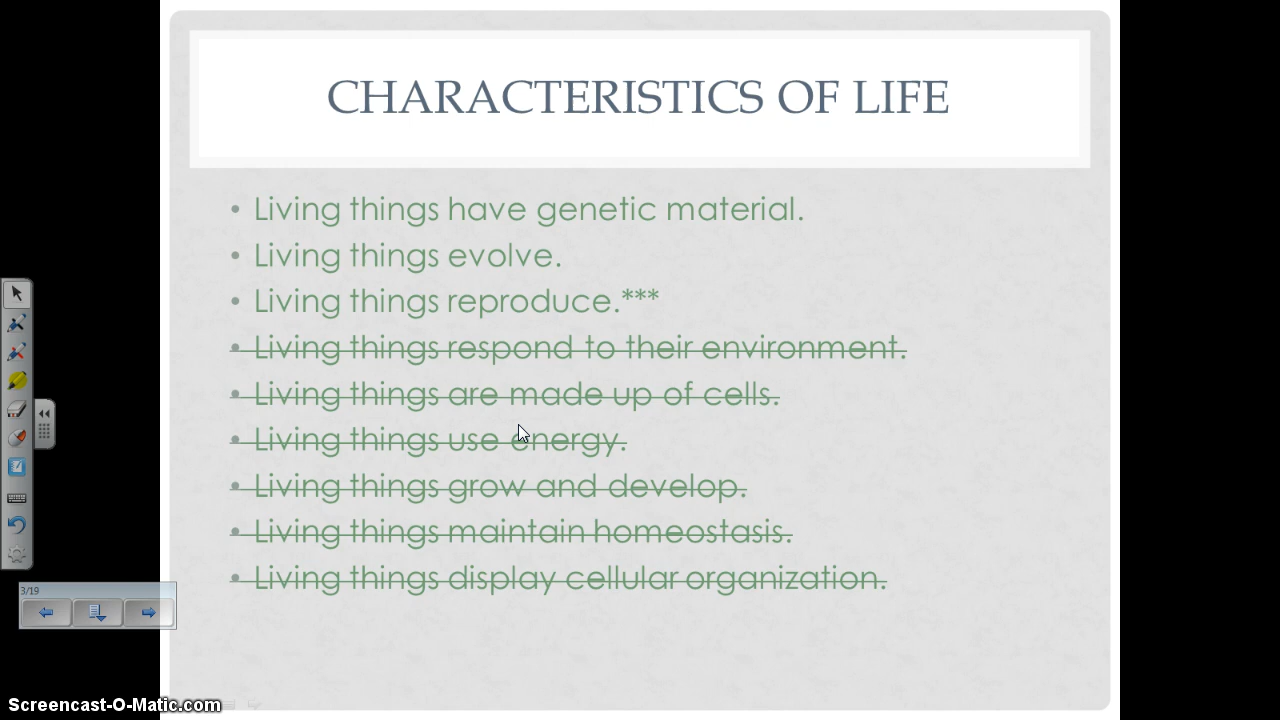 CHARACTERISTICS OF LIFE
• Living things have genetic material.
• Living things evolve.
• Living things reproduce.***
• Living things respond to their environment.
• Living things are made up of cells.
• Living things use energy.
• Living things grow and develop.
• Living things maintain homeostasis.
• Living things display cellular organization.
3/19
Screencast-O-Matic.com